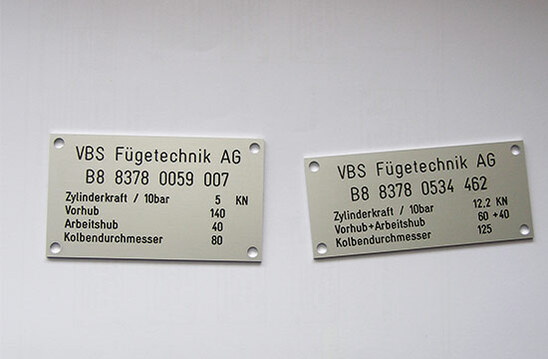 VBS Fügetechnik AG
B8 8378 0059 007
Zylinderkraft / 10bar 5 KN
Vorhub 140
Arbeitshub 40
Kolbendurchmesser 80
VBS Fügetechnik AG
B8 8378 0534 462
Zylinderkraft / 10bar 12.2 KN
Vorhub+Arbeitshub 60 +40
Kolbendurchmesser 125